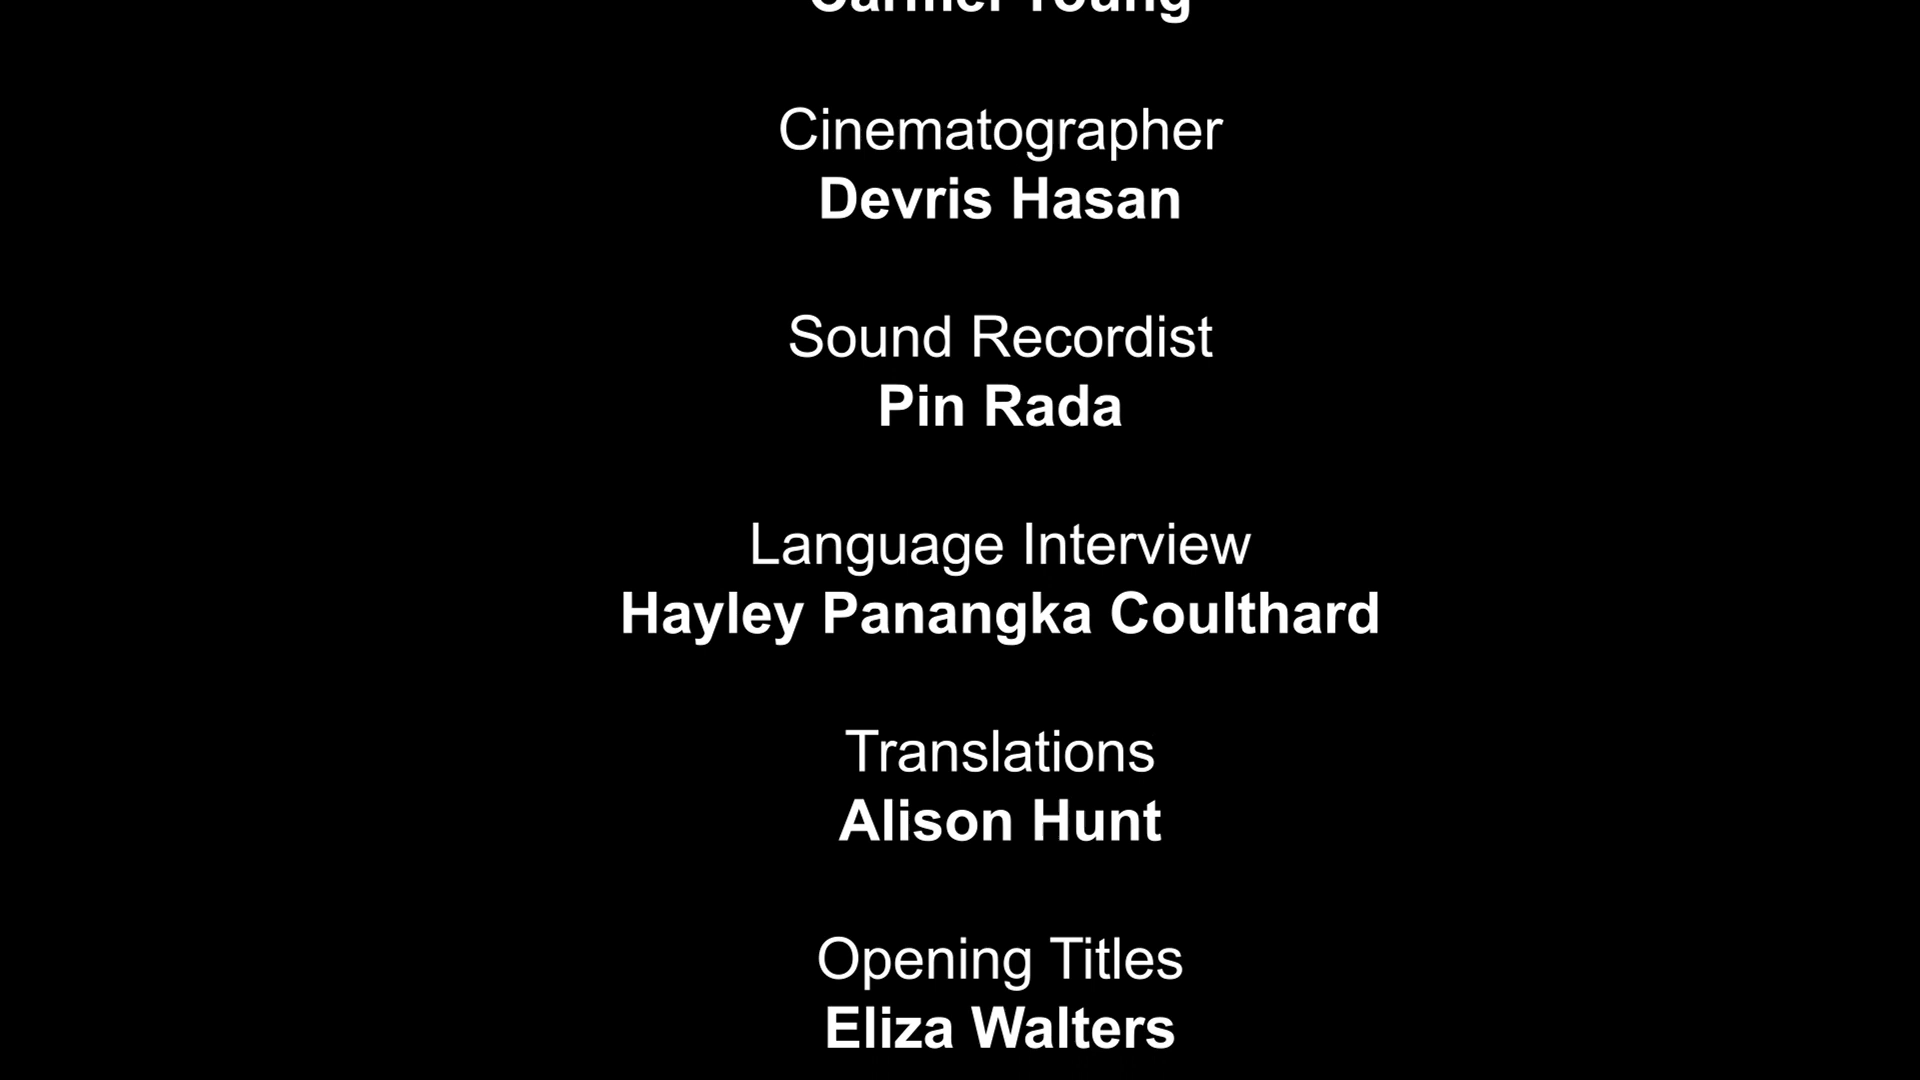 Young
Cinematographer
Devris Hasan
Sound Recordist
Pin Rada
Language Interview
Hayley Panangka Coulthard
Translations
Alison Hunt
Opening Titles
Eliza Walters